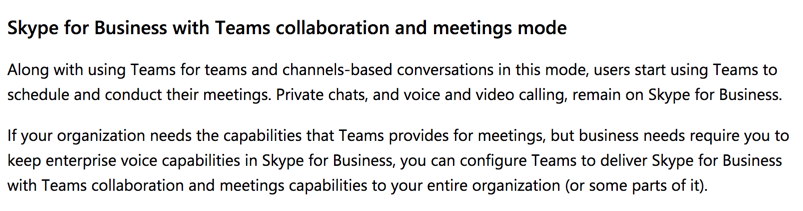 Skype for Business with Teams collaboration and meetings mode
Along with using Teams for teams and channels-based conversations in this mode, users start using Teams to
schedule and conduct their meetings. Private chats, and voice and video calling, remain on Skype for Business.
If your organization needs the capabilities that Teams provides for meetings, but business needs require you to
keep enterprise voice capabilities in Skype for Business, you can configure Teams to deliver Skype for Business
with Teams collaboration and meetings capabilities to your entire organization (or some parts of it).